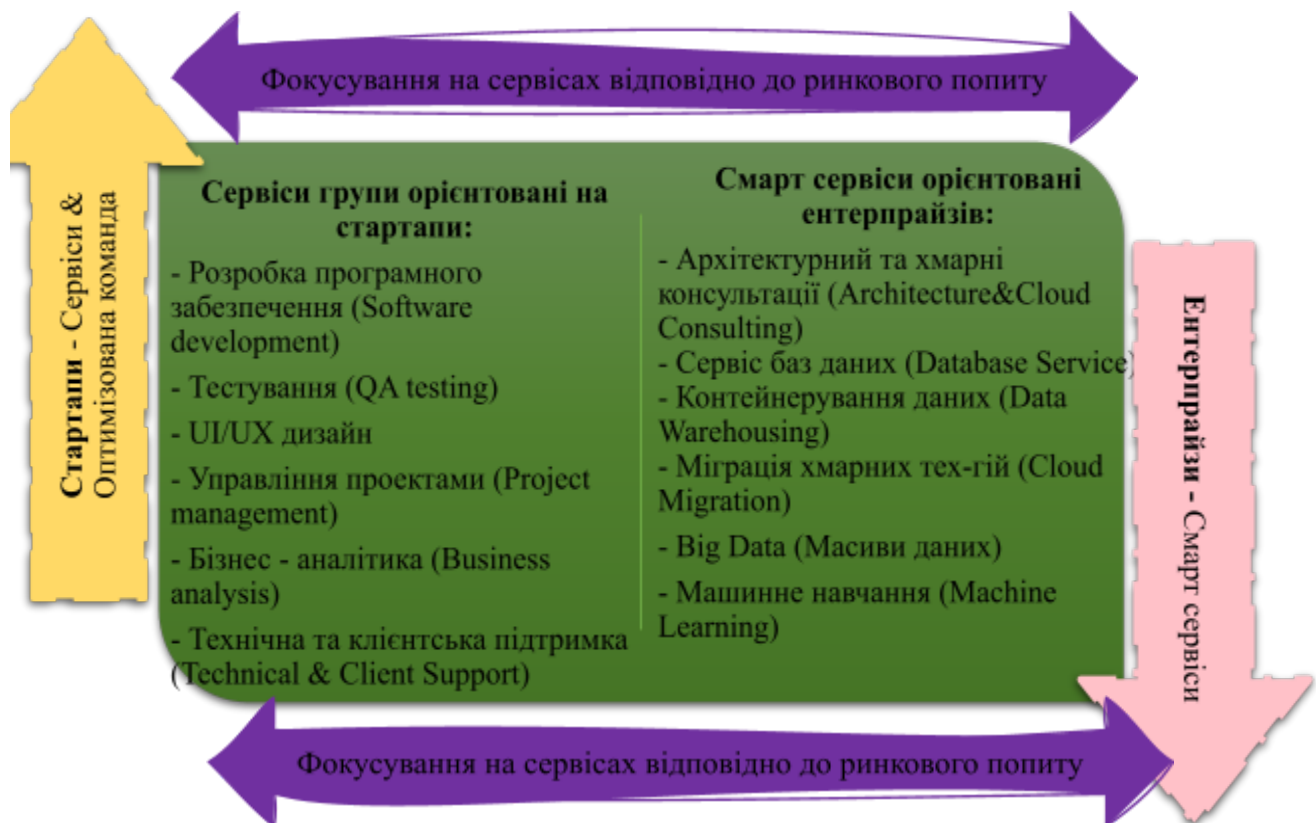 Фокусування на сервісах відповідно до ринкового попиту
Стартапи - Сервіси &
Оптимізована команда
Сервіси групи орієнтовані на
стартапи:
- Розробка програмного
забезпечення (Software
development)
- Тестування (QA testing)
- UI/UX дизайн
- Управління проектами (Project
management)
- Бізнес - аналітика (Business
analysis)
- Технічна та клієнтська підтримка
(Technical & Client Support)
Смарт сервіси орієнтовані
ентерпрайзів:
- Архітектурний та хмарні
консультації (Architecture&Cloud
Consulting)
- Сервіс баз даних (Database Service)
- Контейнерування даних (Data
Warehousing)
- Міграція хмарних тех-гій (Cloud
Migration)
- Big Data (Масиви даних)
- Машинне навчання (Machine
Learning)
Ентерпрайзи - Смарт сервіси
Фокусування на сервісах відповідно до ринкового попиту